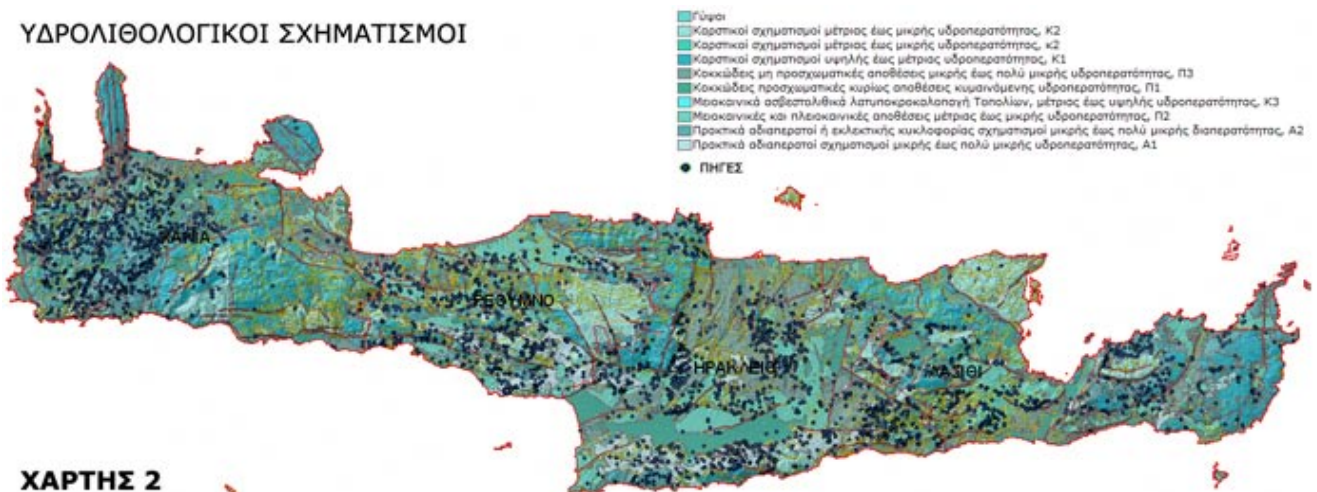 ΥΔΡΟΛΙΘΟΛΟΓΙΚΟΙ ΣΧΗΜΑΤΙΣΜΟΙ
Γύψοι
Καρστικοί σχηματισμοί μέτριας έως μικρής υδροπερατότητας, Κ2
Καρστικοί σχηματισμοί μέτριας έως μικρής υδροπερατότητας, κ2
Καρστικοί σχηματισμοί υψηλής έως μέτριας υδροπερατότητας, Κ1
Κοκκώδεις μη προσχωματικές αποθέσεις μικρής έως πολύ μικρής υδροπερατότητας, Π3
Κοκκώδεις προσχωματικές κυρίως αποθέσεις κυμαινόμενης υδροπερατότητας, Π1
Μειοκαινικά ασβεστολιθικά λατυποκροκαλοπαγή Τοπολίων, μέτριας έως υψηλής υδροπερατότητας, Κ3
Μειοκαινικές και πλειοκαινικές αποθέσεις μέτριας έως μικρής υδροπερατότητας, Π2
Πρακτικά αδιαπερατοί ή εκλεκτικής κυκλοφορίας σχηματισμοί μικρής έως πολύ μικρής διαπερατότητας, Α2
Πρακτικά αδιαπερατοί σχηματισμοί μικρής έως πολύ μικρής υδροπερατότητας, Α1
ΠΗΓΕΣ
ΧΑΝΙΑ
ΡΕΘΥΜΝΟ
ΗΡΑΚΛΕΙΟ
ΛΑΣΙΘΙ
ΧΑΡΤΗΣ 2